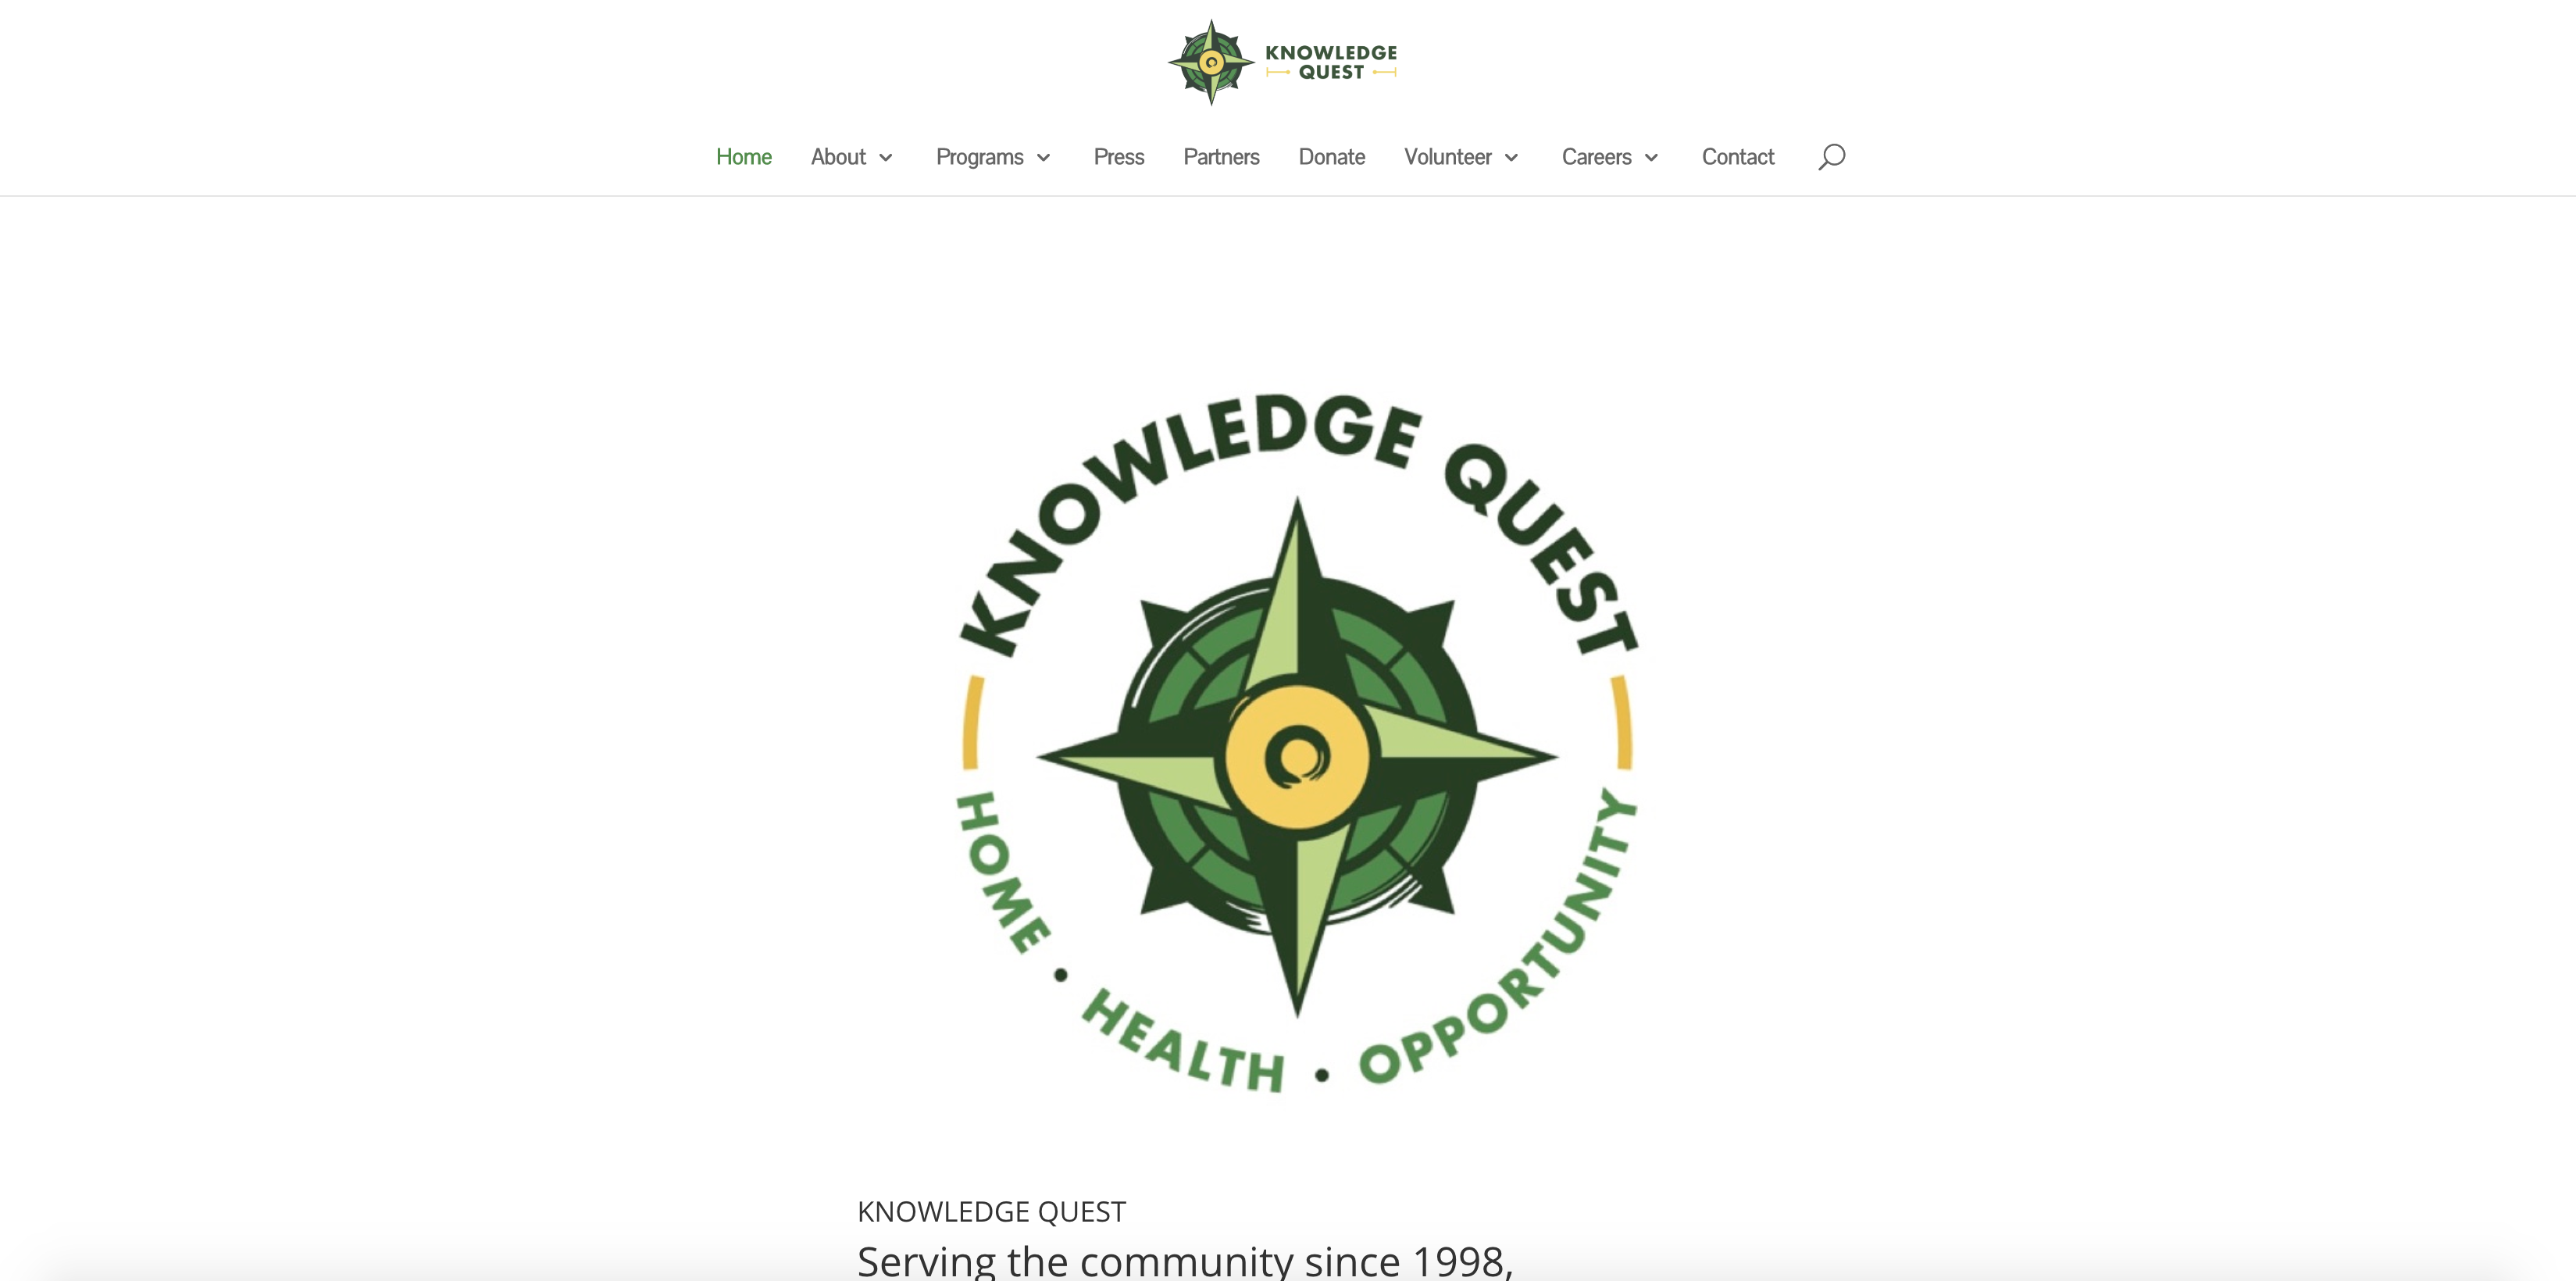 KNOWLEDGE
QUEST
Home About Programs Press Partners Donate Volunteer Careers Contact
KNOWLEDGE QUEST
HOME • HEALTH • OPPORTUNITY
KNOWLEDGE QUEST
Serving the community since 1998,